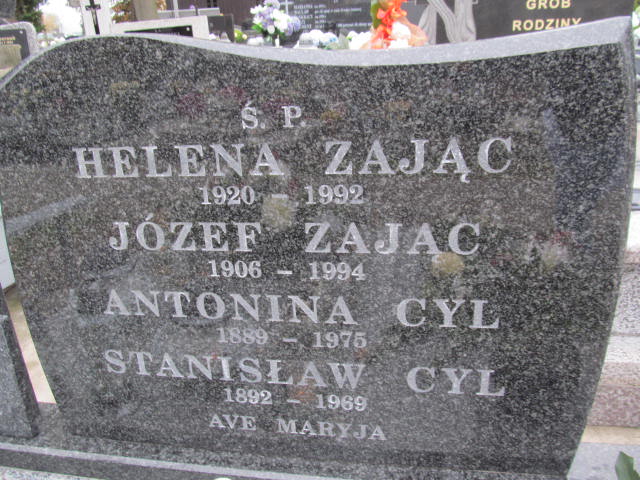 GRÓB
RODZINY
Ś. P.
HELENA ZAJĄC
1920 - 1992
JÓZEF ZAJAC
1906 - 1994
ANTONINA CYL
1889 - 1975
STANISŁAW CYL
1892 - 1969
AVE MARYJA